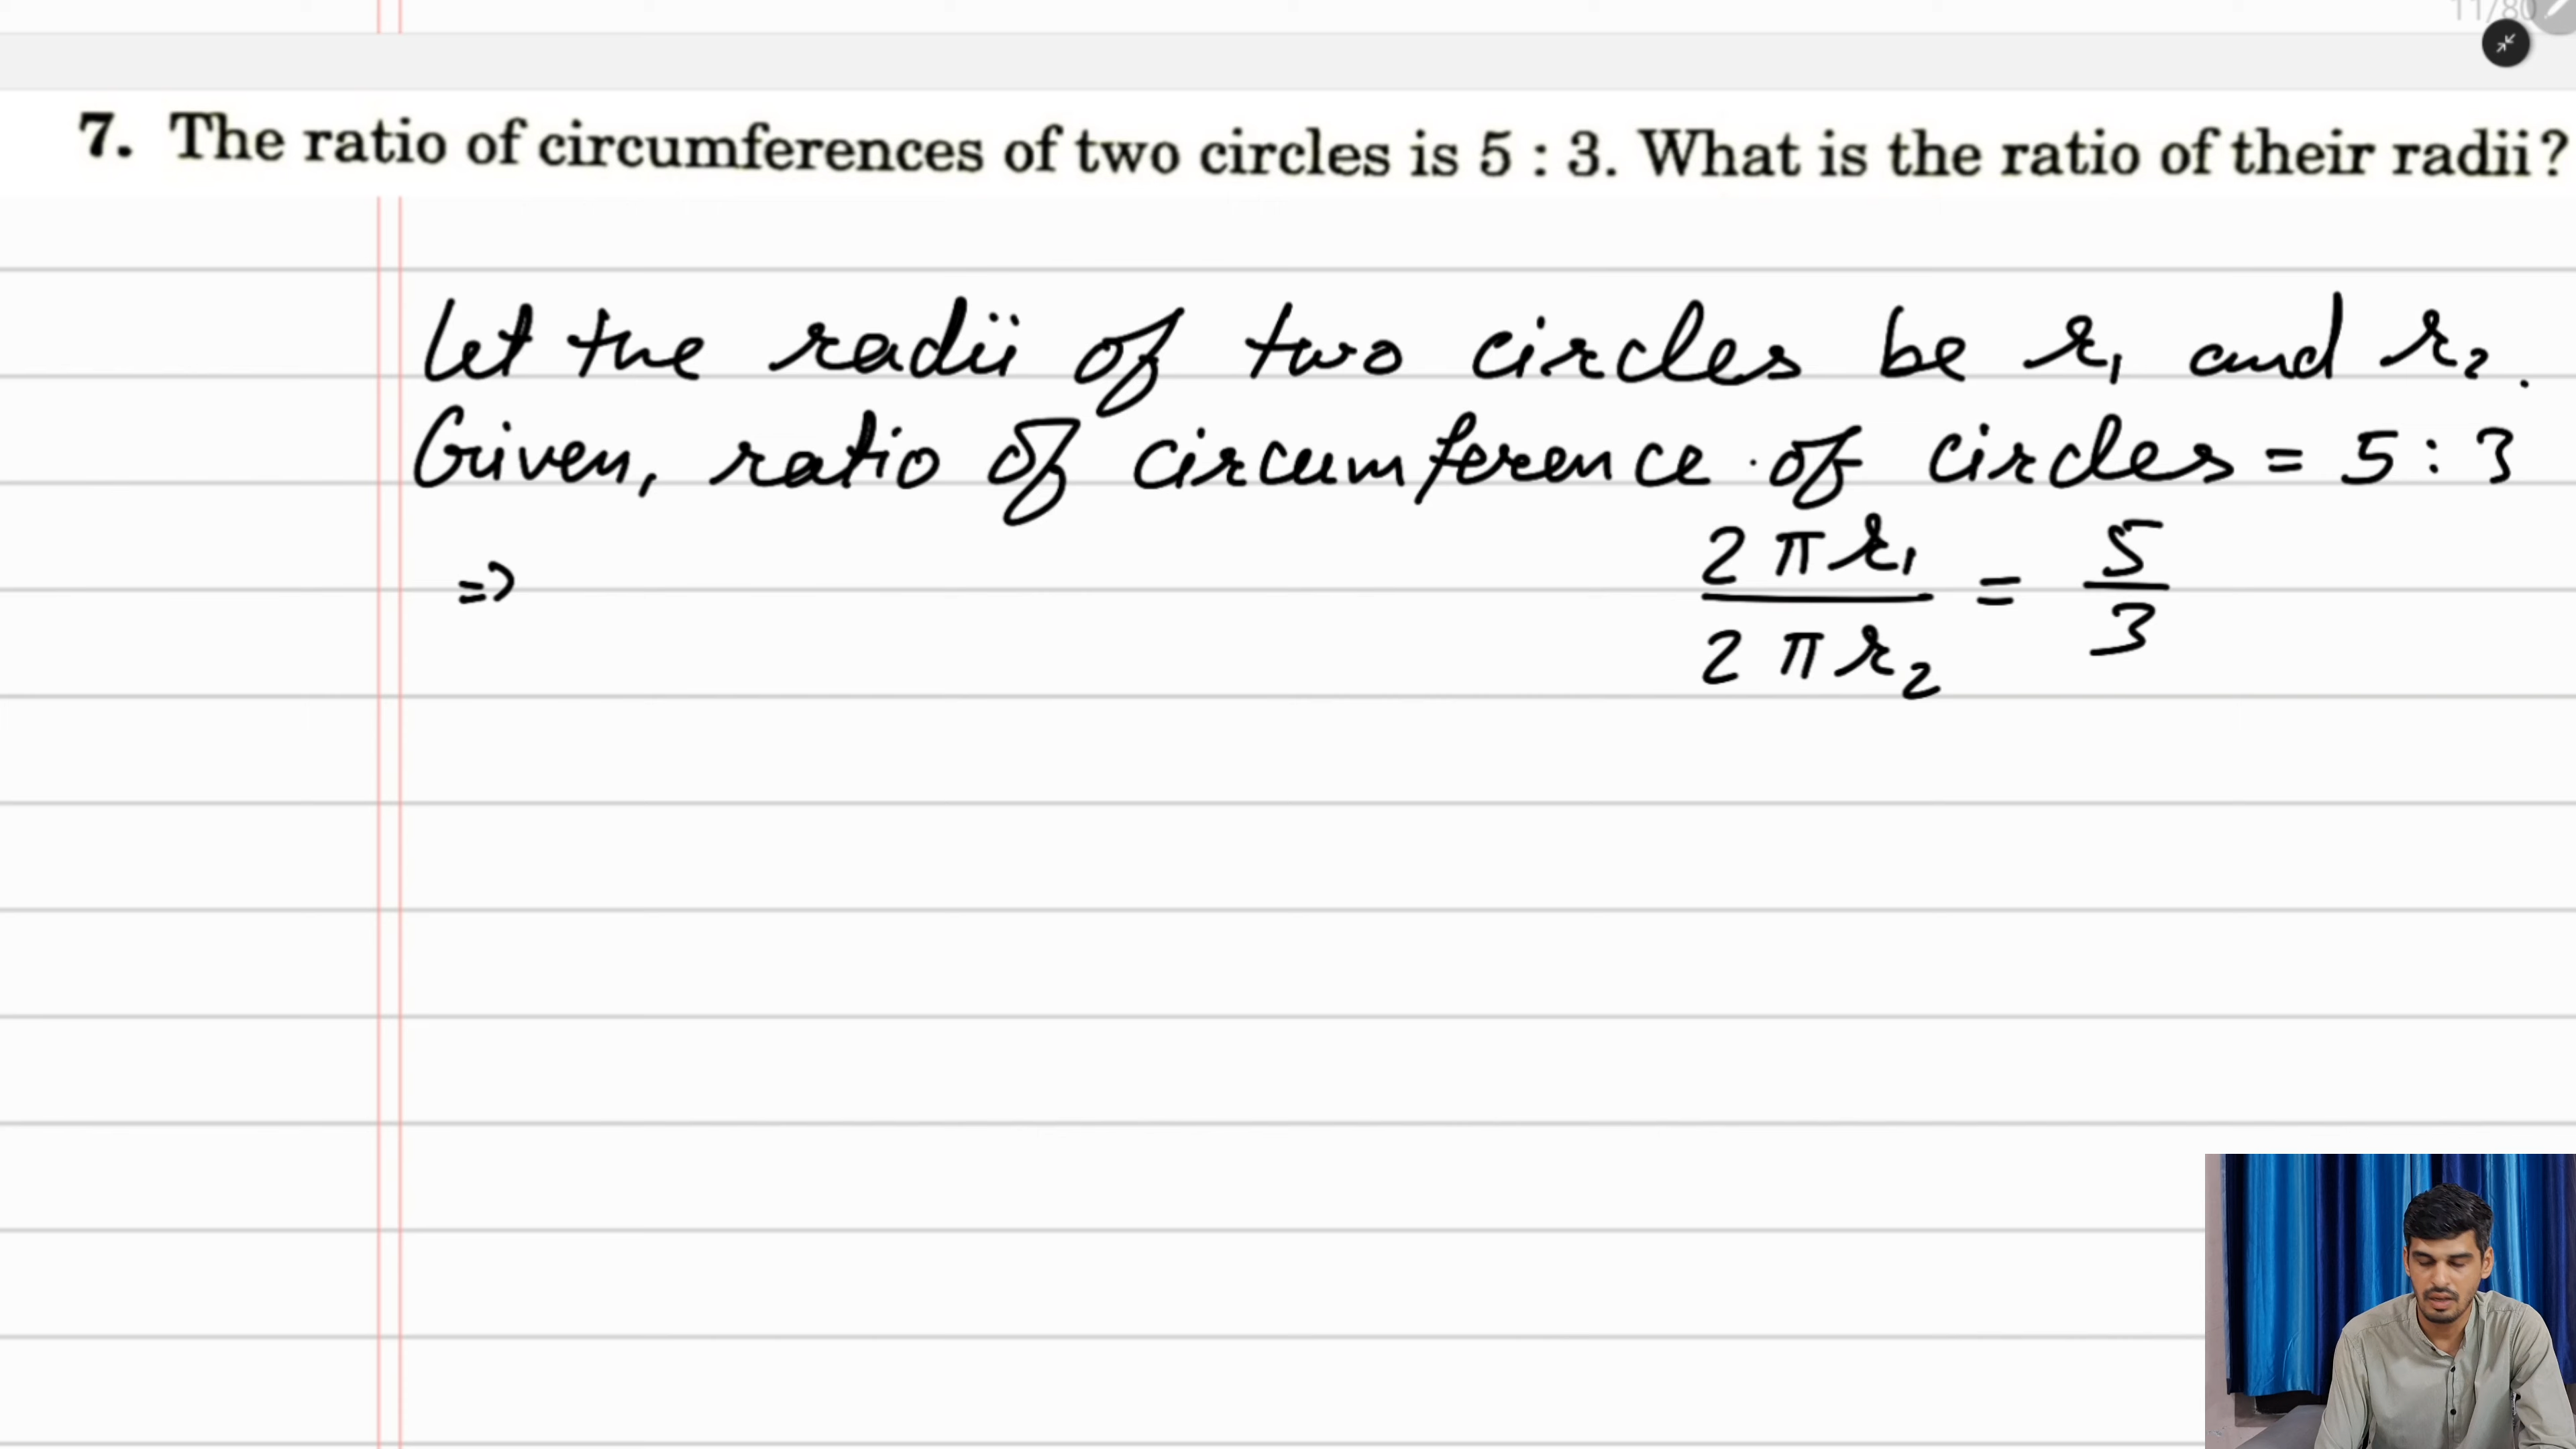 11/80
7. The ratio of circumferences of two circles is 5 : 3. What is the ratio of their radii?
Let the radii of two circles be r₁ and r₂.
Given, ratio of circumference of circles = 5 : 3
⇒ 2πr₁/2πr₂ = 5/3